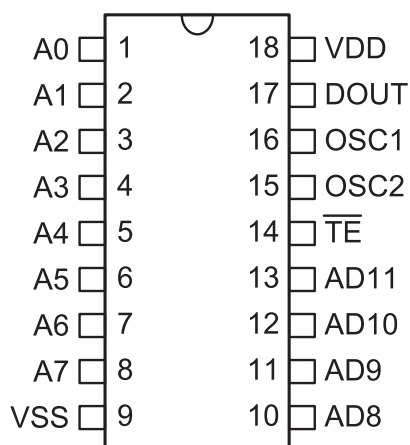 A0 1 18 VDD
A1 2 17 DOUT
A2 3 16 OSC1
A3 4 15 OSC2
A4 5 14 T̅E̅
A5 6 13 AD11
A6 7 12 AD10
A7 8 11 AD9
VSS 9 10 AD8